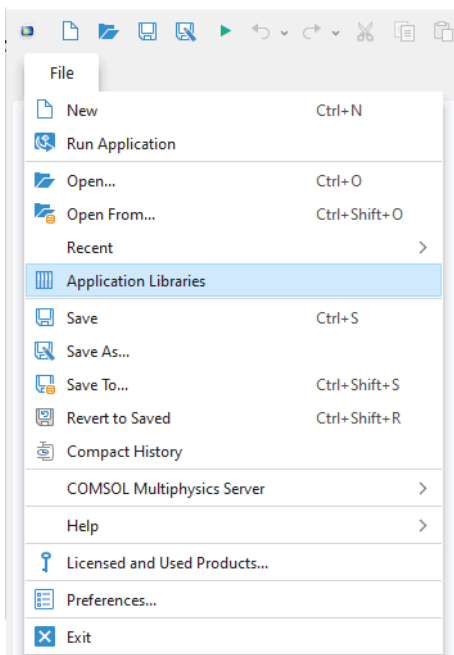 File
New Ctrl+N
Run Application
Open... Ctrl+O
Open From... Ctrl+Shift+O
Recent
Application Libraries
Save Ctrl+S
Save As...
Save To... Ctrl+Shift+S
Revert to Saved Ctrl+Shift+R
Compact History
COMSOL Multiphysics Server
Help
Licensed and Used Products...
Preferences...
Exit